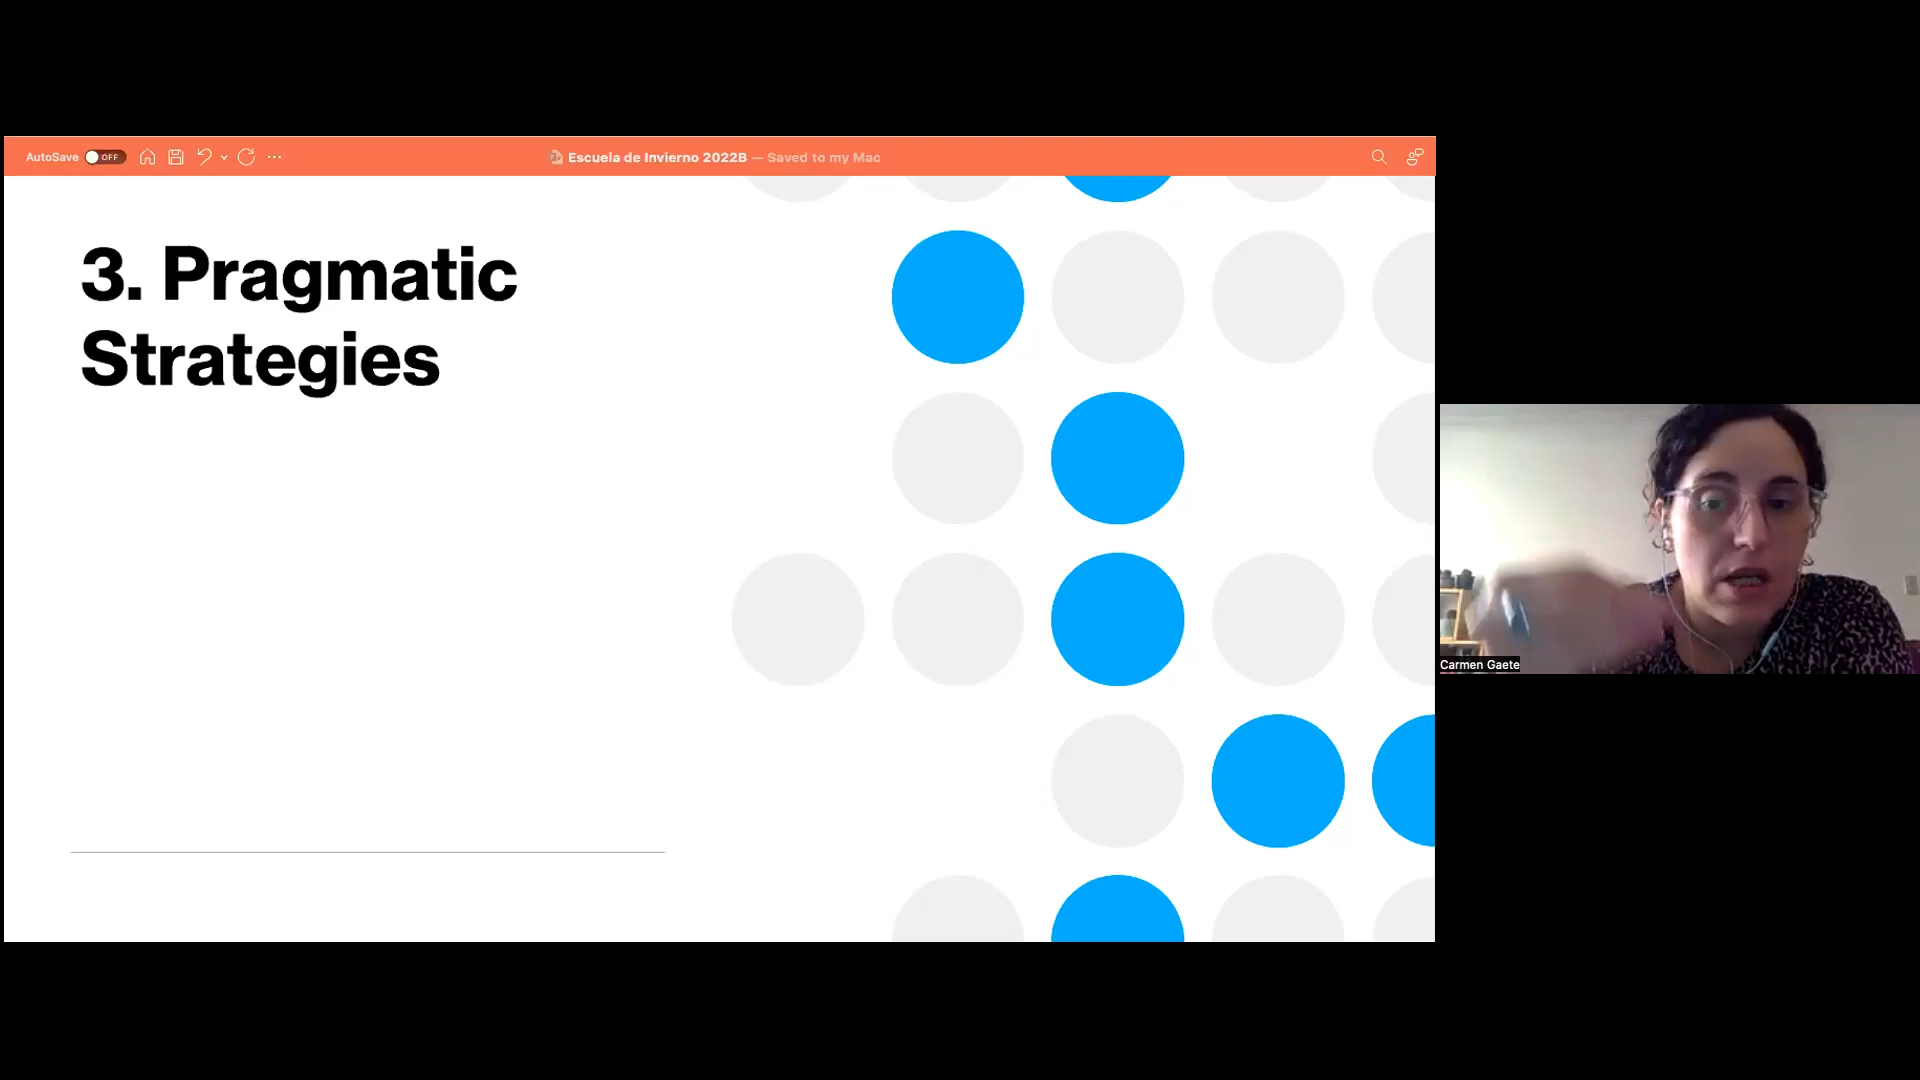 AutoSave OFF Escuela de Invierno 2022B — Saved to my Mac
3. Pragmatic
Strategies
Carmen Gaete